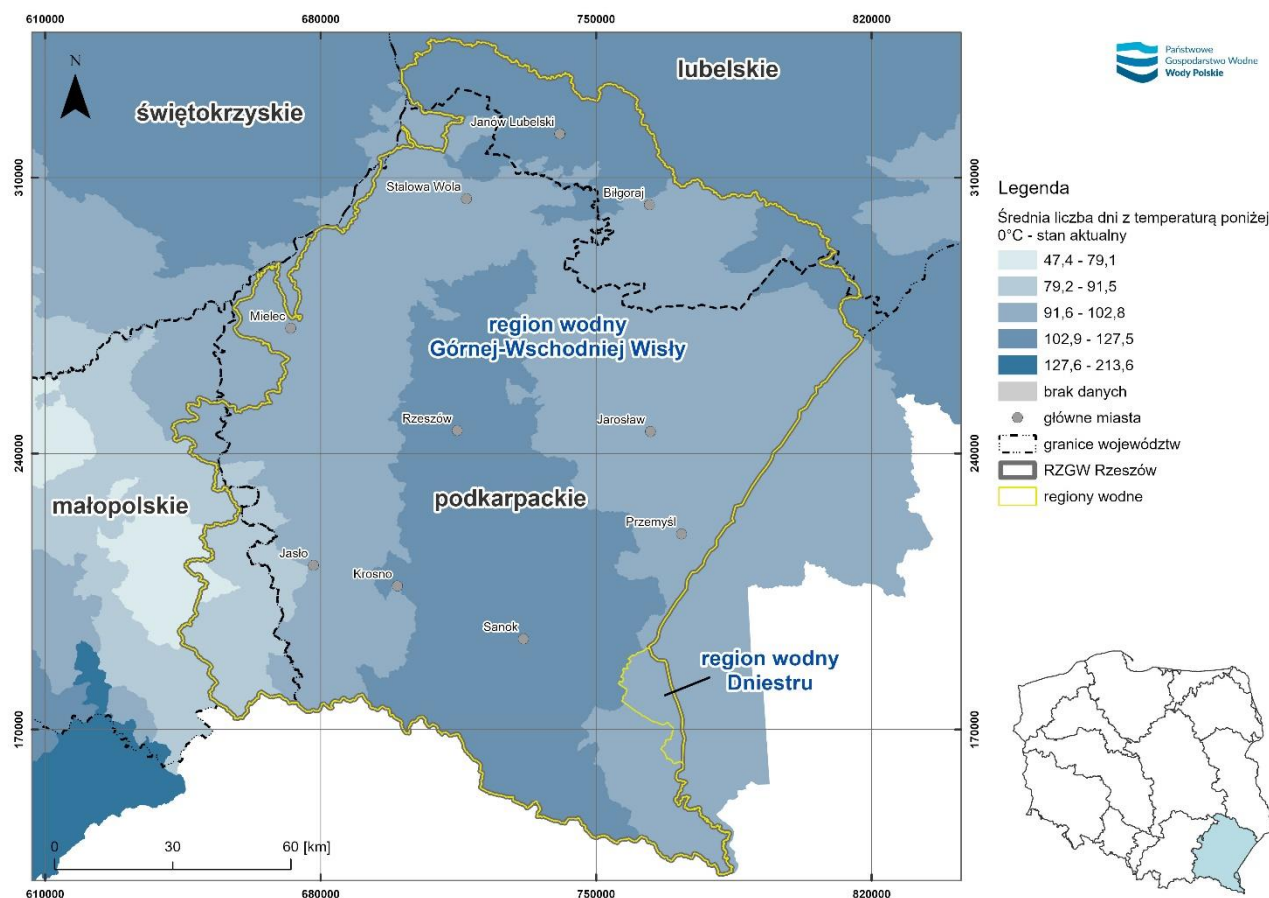 610000
680000
750000
820000
N
świętokrzyskie
lubelskie
Janów Lubelski
310000
310000
Stalowa Wola
Biłgoraj
Mielec
region wodny
Górnej-Wschodniej Wisły
Rzeszów
Jarosław
240000
240000
małopolskie
podkarpackie
Przemyśl
Jasło
Krosno
Sanok
region wodny
Dniestru
170000
170000
0 30 60 [km]
610000
680000
750000
820000
Państwowe
Gospodarstwo Wodne
Wody Polskie
Legenda
Średnia liczba dni z temperaturą poniżej
0°C - stan aktualny
47,4 - 79,1
79,2 - 91,5
91,6 - 102,8
102,9 - 127,5
127,6 - 213,6
brak danych
główne miasta
granice województw
RZGW Rzeszów
regiony wodne